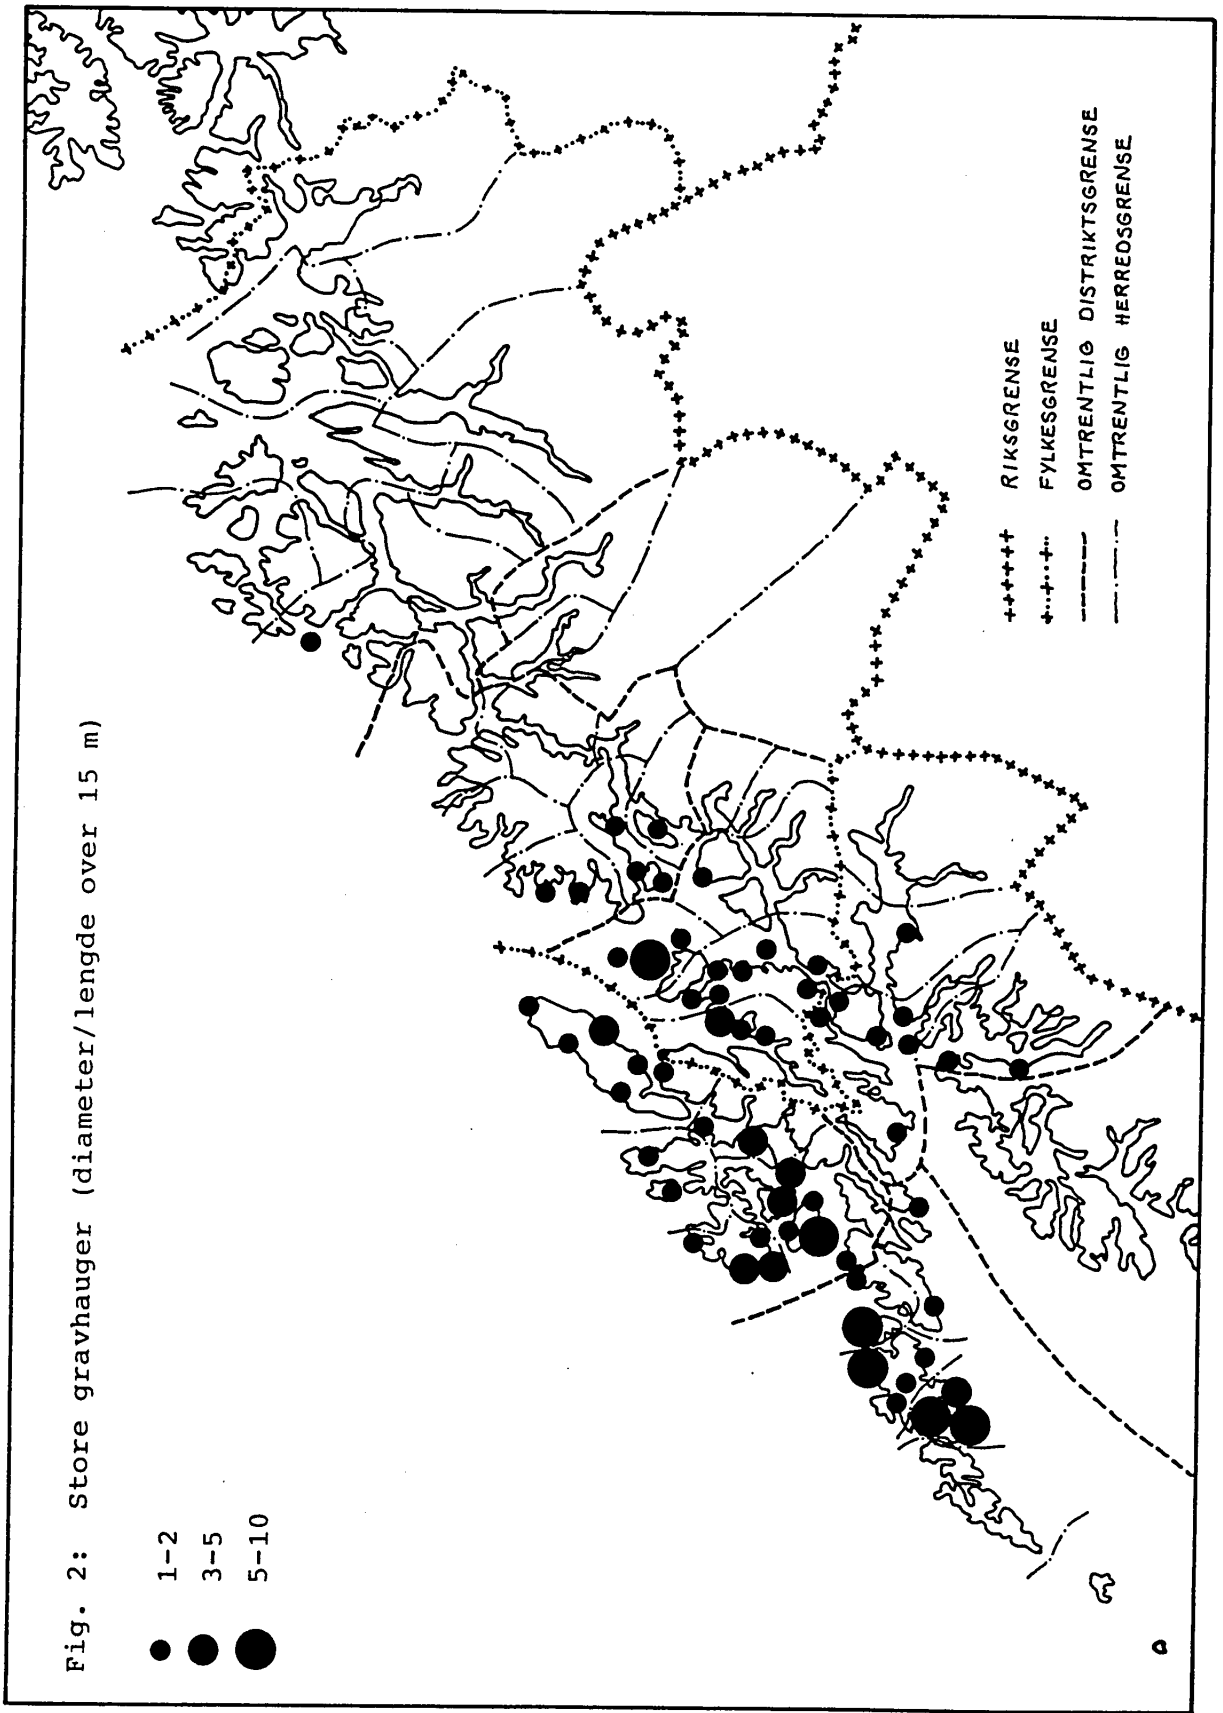 Fig. 2: Store gravhauger (diameter/lengde over 15 m)
1-2
3-5
5-10
RIKSGRENSE
FYLKESGRENSE
OMTRENTLIG DISTRIKTSGRENSE
OMTRENTLIG HERREDSGRENSE